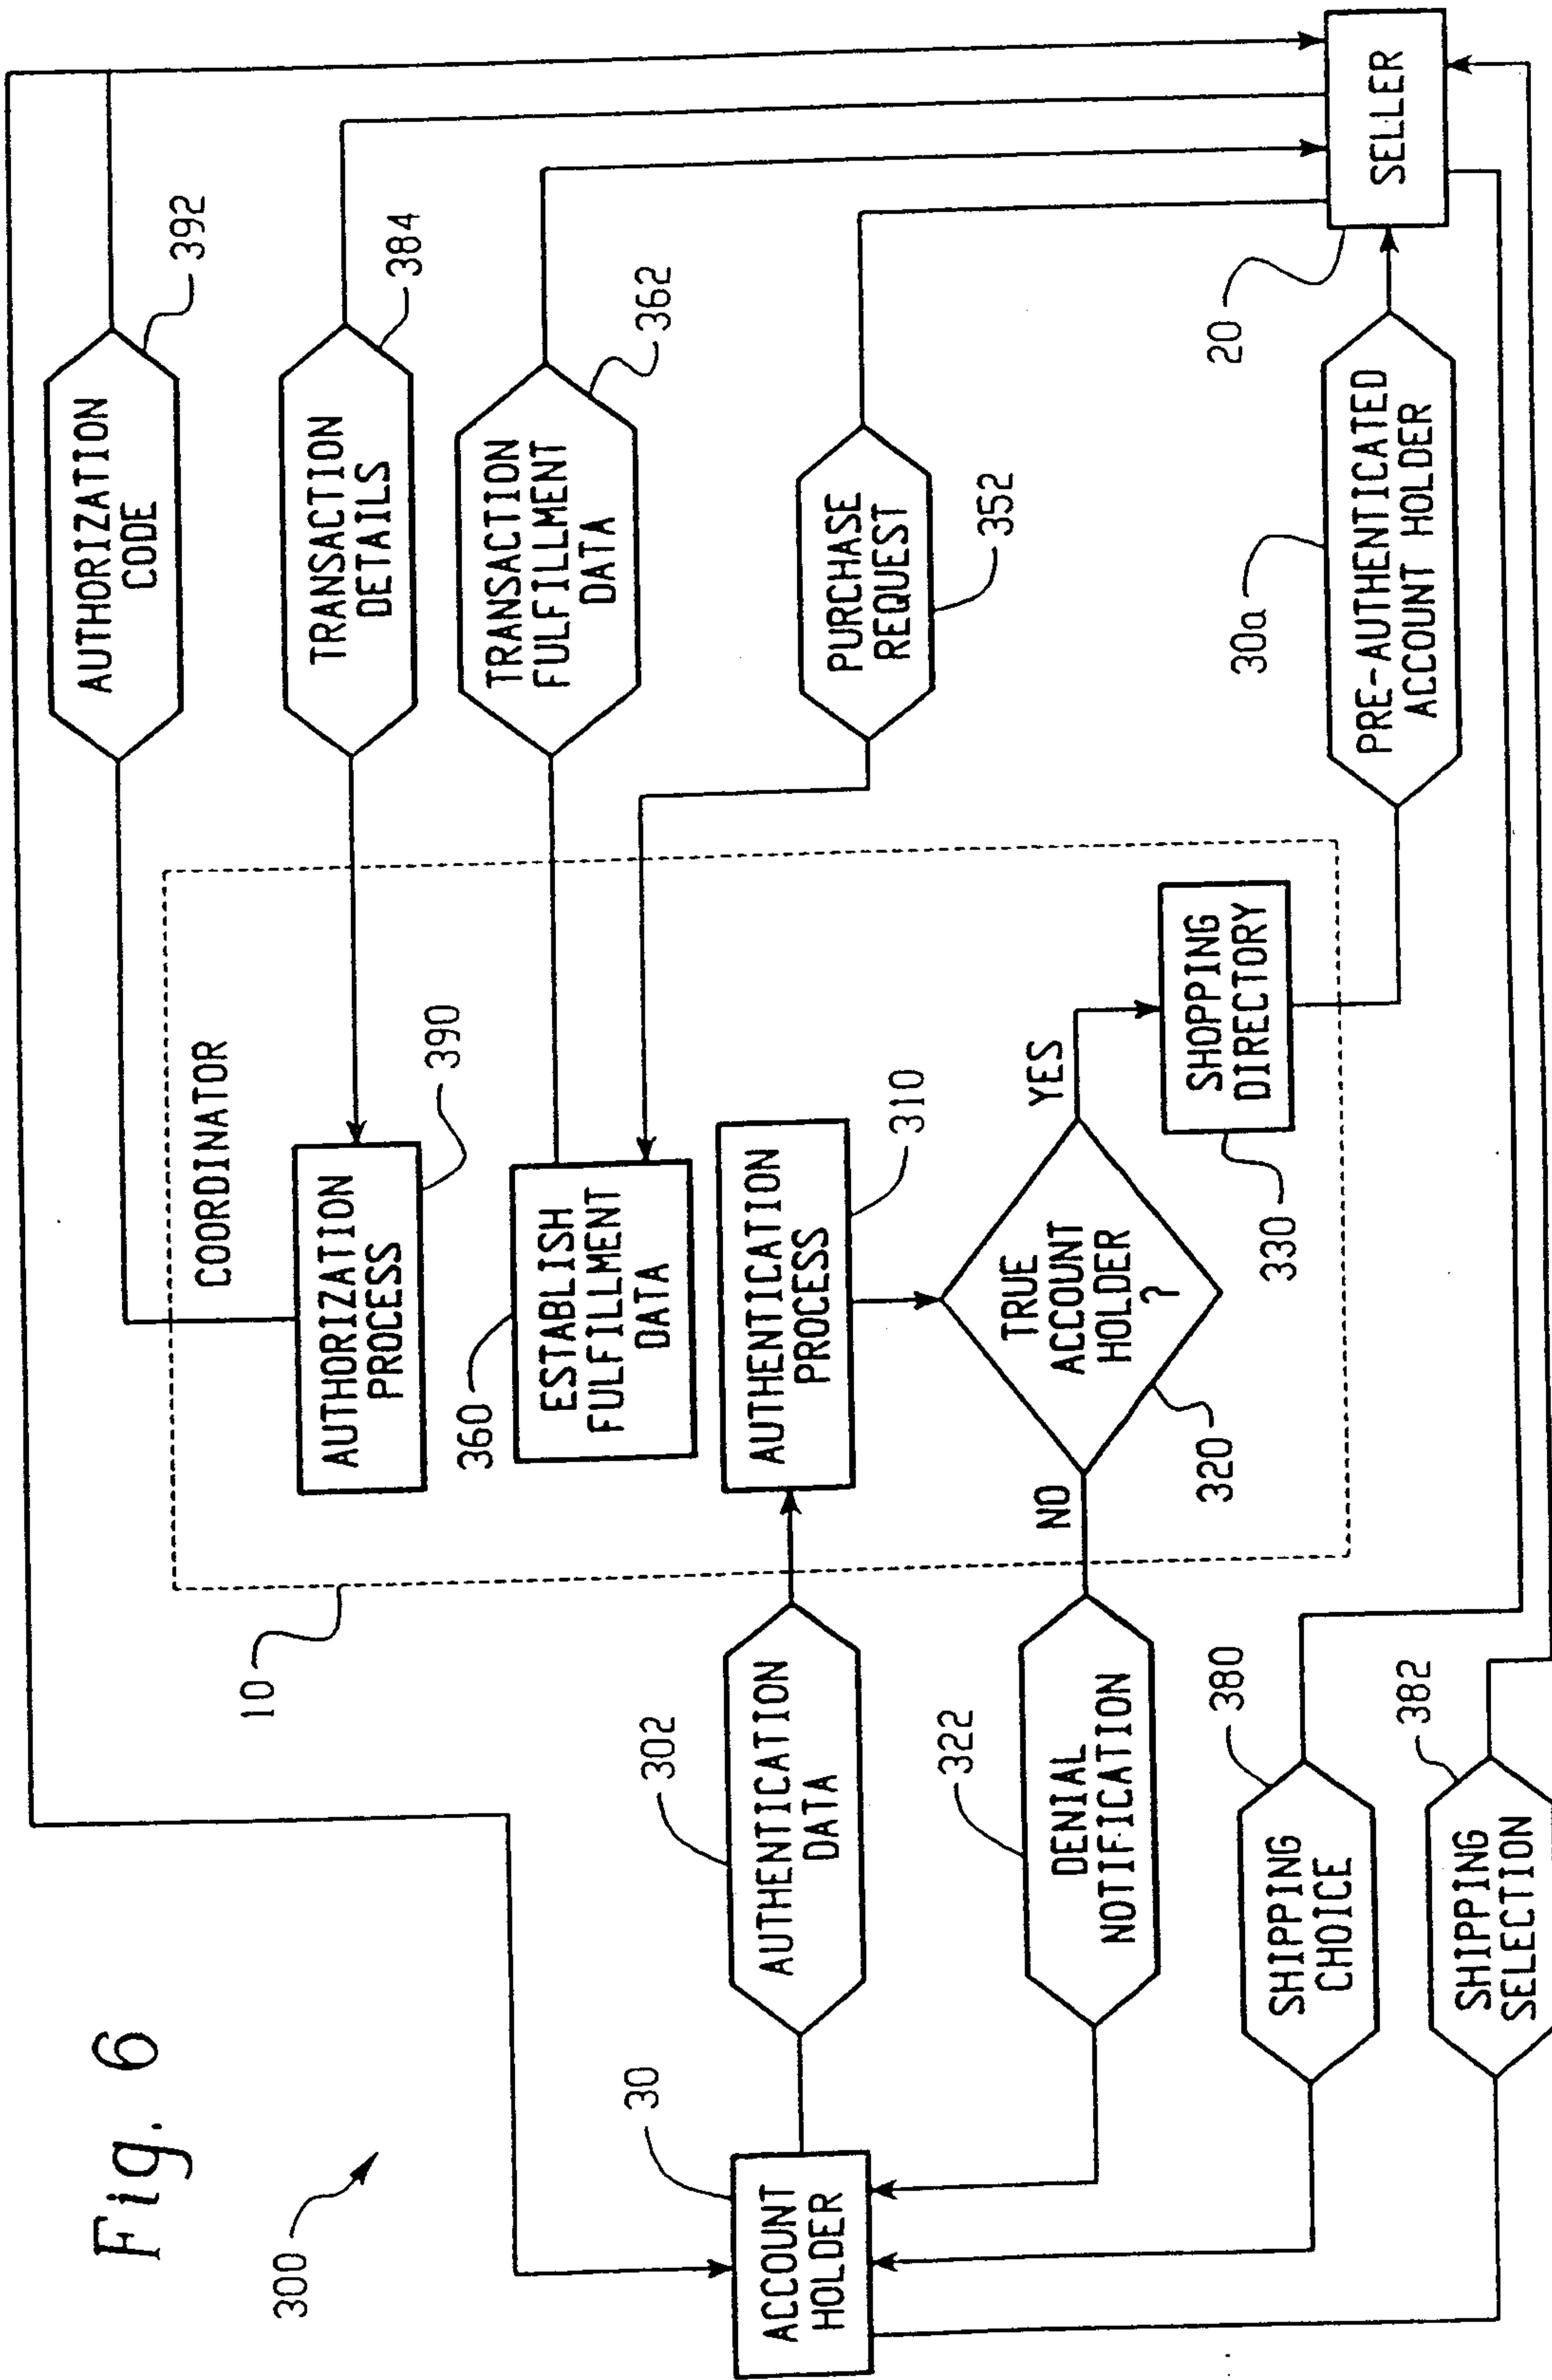 Fig. 6
300
AUTHORIZATION
CODE
392
TRANSACTION
DETAILS
384
TRANSACTION
FULFILLMENT
DATA
362
PURCHASE
REQUEST
352
10
COORDINATOR
AUTHORIZATION
PROCESS
390
360
ESTABLISH
FULFILLMENT
DATA
30
ACCOUNT
HOLDER
302
AUTHENTICATION
DATA
AUTHENTICATION
PROCESS
310
322
DENIAL
NOTIFICATION
NO
TRUE
ACCOUNT
HOLDER
?
320
YES
SHOPPING
DIRECTORY
330
30a
PRE-AUTHENTICATED
ACCOUNT HOLDER
20
SELLER
SHIPPING
CHOICE
380
SHIPPING
SELECTION
382